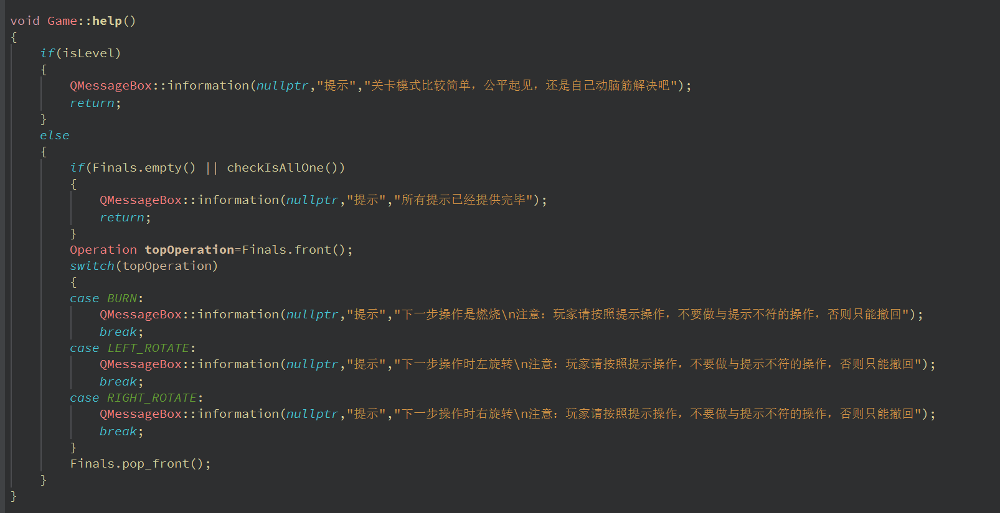 void Game::help()
{
    if(isLevel)
    {
        QMessageBox::information(nullptr,"提示","关卡模式比较简单，公平起见，还是自己动脑筋解决吧");
        return;
    }
    else
    {
        if(Finals.empty() || checkIsAllOne())
        {
            QMessageBox::information(nullptr,"提示","所有提示已经提供完毕");
            return;
        }
        Operation topOperation=Finals.front();
        switch(topOperation)
        {
        case BURN:
            QMessageBox::information(nullptr,"提示","下一步操作是燃烧\n注意：玩家请按照提示操作，不要做与提示不符的操作，否则只能撤回");
            break;
        case LEFT_ROTATE:
            QMessageBox::information(nullptr,"提示","下一步操作时左旋转\n注意：玩家请按照提示操作，不要做与提示不符的操作，否则只能撤回");
            break;
        case RIGHT_ROTATE:
            QMessageBox::information(nullptr,"提示","下一步操作时右旋转\n注意：玩家请按照提示操作，不要做与提示不符的操作，否则只能撤回");
            break;
        }
        Finals.pop_front();
    }
}